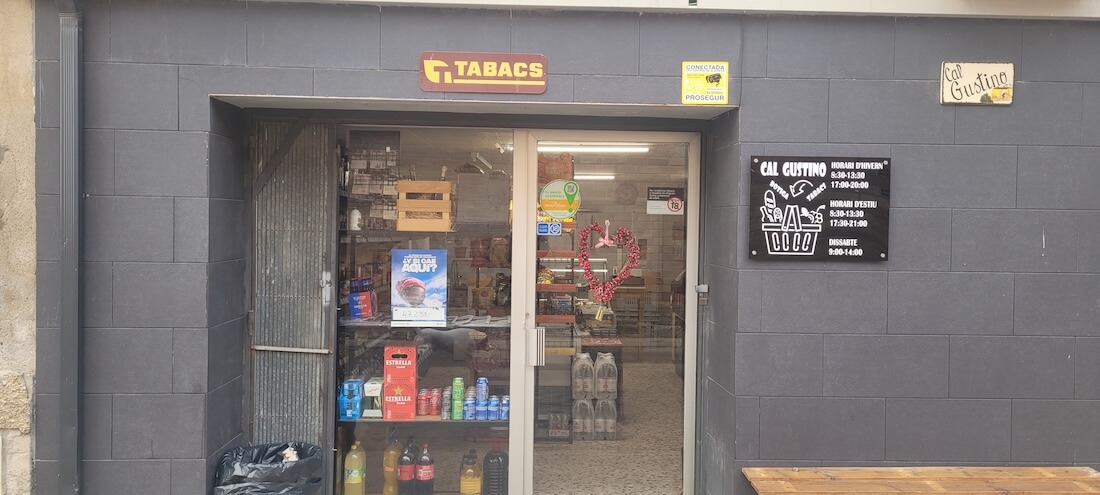 TABACS
CONECTADA
PROSEGUR
Cal
Gustino
CAL GUSTINO
BOTIGA
TABACS
HORARI D'HIVERN
8:30-13:30
17:00-20:00
HORARI D'ESTIU
8:30-13:30
17:30-21:00
DISSABTE
9:00-14:00
¿Y SI CAE
AQUÍ?
18
ESTRELLA
ESTRELLA